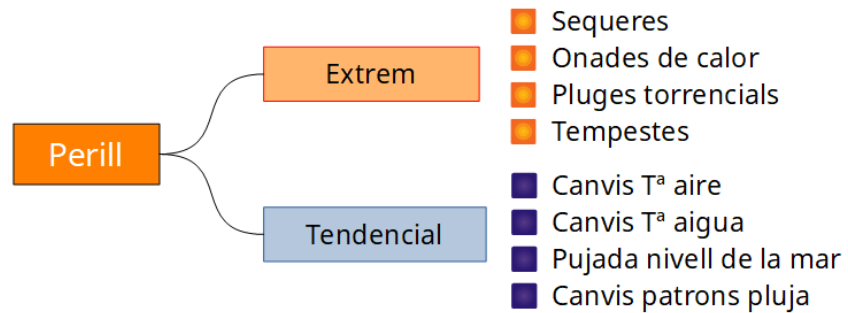 Perill
Extrem
Sequeres
Onades de calor
Pluges torrencials
Tempestes
Tendencial
Canvis Tª aire
Canvis Tª aigua
Pujada nivell de la mar
Canvis patrons pluja